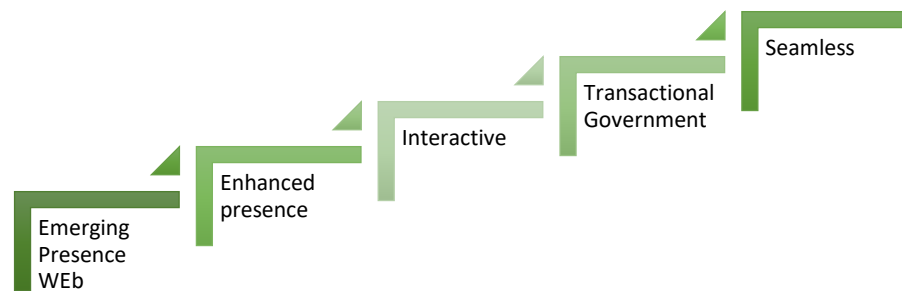 Emerging
Presence
WEb
Enhanced
presence
Interactive
Transactional
Government
Seamless